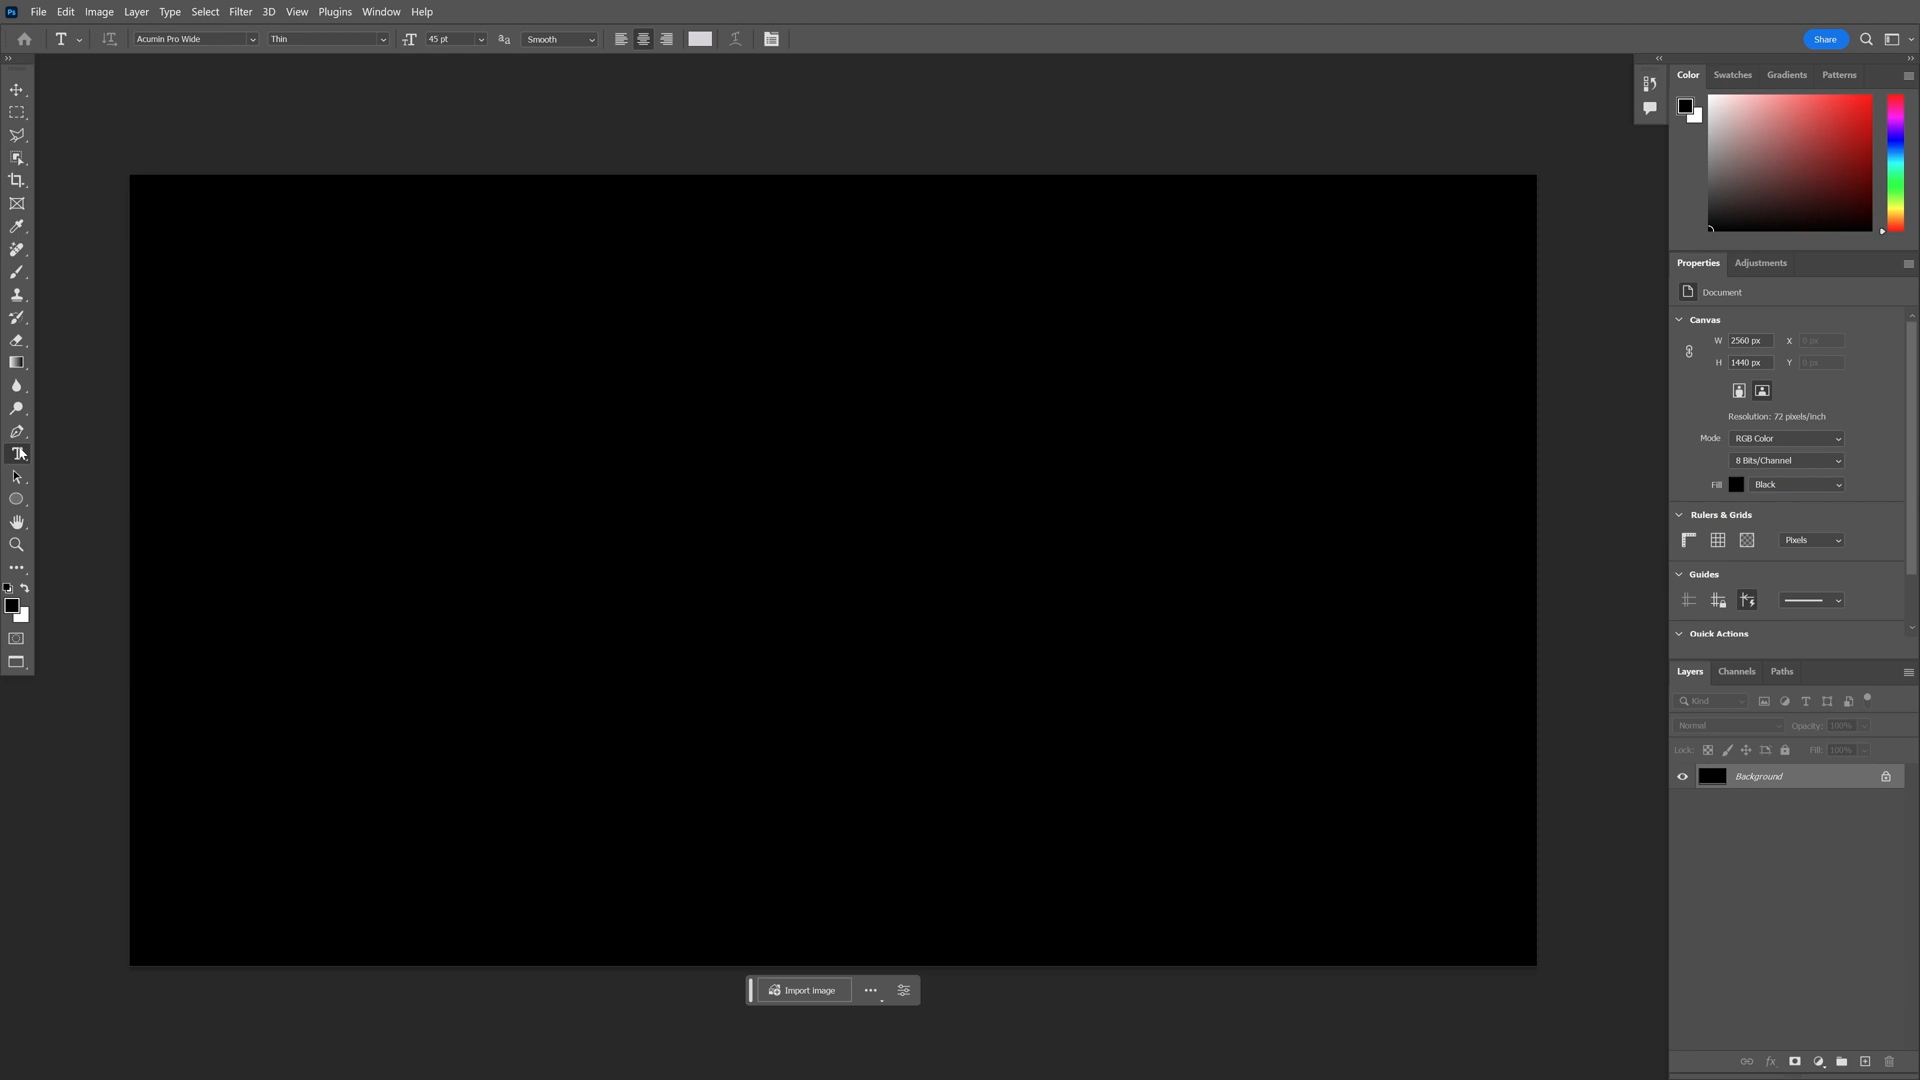 Ps File Edit Image Layer Type Select Filter 3D View Plugins Window Help
T Acumin Pro Wide Thin 45 pt aa Smooth Share
Color Swatches Gradients Patterns
Properties Adjustments
Document
Canvas
W 2560 px X 0 px
H 1440 px Y 0 px
Resolution: 72 pixels/inch
Mode RGB Color
8 Bits/Channel
Fill Black
Rulers & Grids
Pixels
Guides
Quick Actions
Layers Channels Paths
Kind
Normal Opacity: 100%
Lock: Fill: 100%
Background
Import image
fx